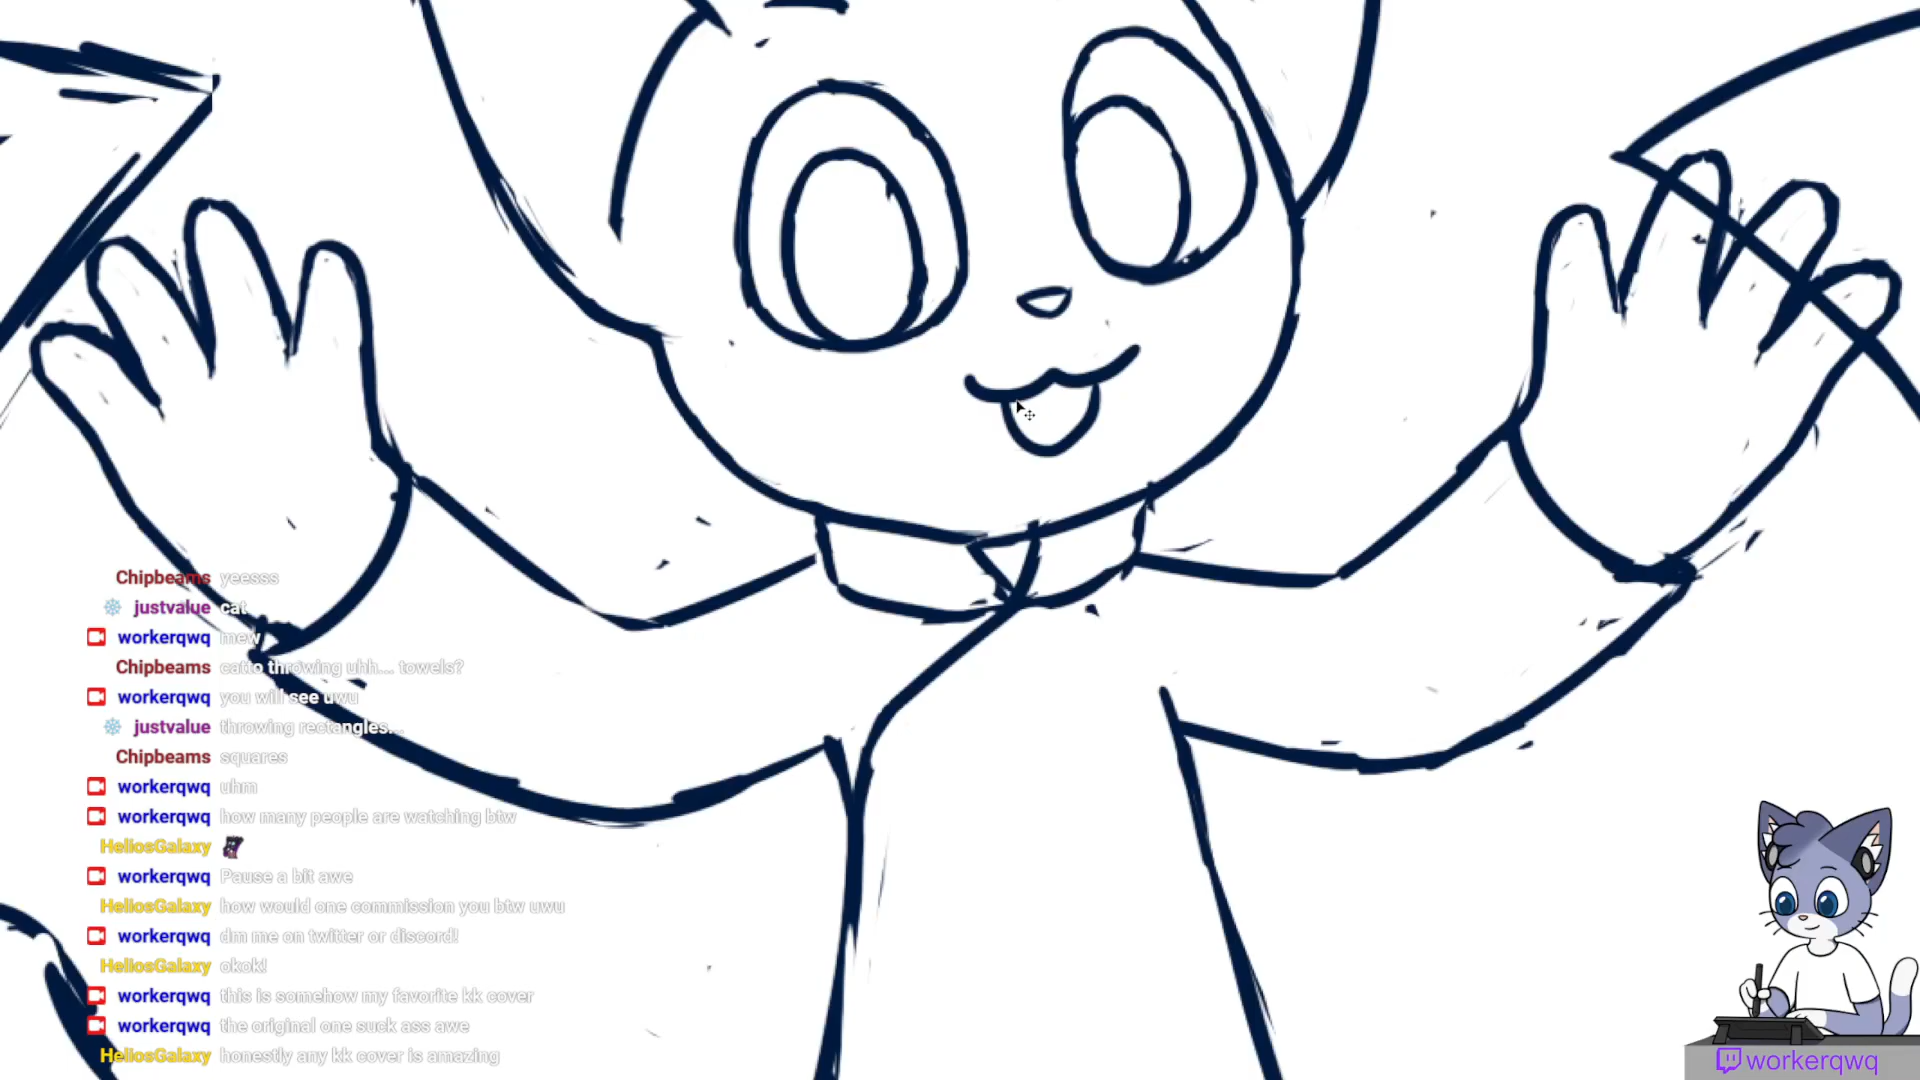 Chipbeams yeesss
justvalue cat
workerqwq mew
Chipbeams catto throwing uhh... towels?
workerqwq you will see uwu
justvalue throwing rectangles...
Chipbeams squares
workerqwq uhm
workerqwq how many people are watching btw
HeliosGalaxy
workerqwq Pause a bit awe
HeliosGalaxy how would one commission you btw uwu
workerqwq dm me on twitter or discord!
HeliosGalaxy okok!
workerqwq this is somehow my favorite kk cover
workerqwq the original one suck ass awe
HeliosGalaxy honestly any kk cover is amazing
workerqwq